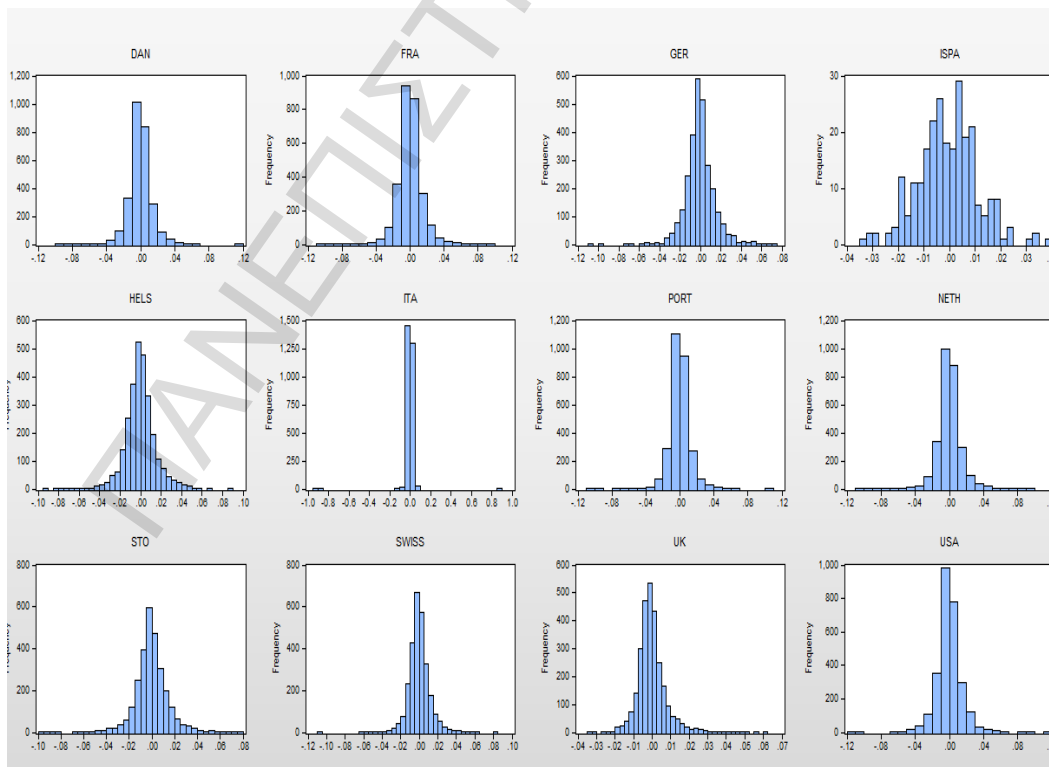 ΠΑΝΕΠΙΣΤ
DAN FRA GER ISPA
1,200 1,000 800 600 400 200 0
-.12 -.08 -.04 .00 .04 .08 .12
Frequency
1,000 800 600 400 200 0
-.12 -.08 -.04 .00 .04 .08 .12
Frequency
600 500 400 300 200 100 0
-.12 -.10 -.08 -.06 -.04 -.02 .00 .02 .04 .06 .08
Frequency
30 20 10 0
-.04 -.03 -.02 -.01 .00 .01 .02 .03
HELS ITA PORT NETH
600 500 400 300 200 100 0
-.10 -.08 -.06 -.04 -.02 .00 .02 .04 .06 .08 .10
Frequency
1,500 1,250 1,000 750 500 250 0
-1.0 -0.8 -0.6 -0.4 -0.2 0.0 0.2 0.4 0.6 0.8 1.0
Frequency
1,200 1,000 800 600 400 200 0
-.12 -.08 -.04 .00 .04 .08 .12
Frequency
1,200 1,000 800 600 400 200 0
-.12 -.08 -.04 .00 .04 .08
STO SWISS UK USA
800 600 400 200 0
-.10 -.08 -.06 -.04 -.02 .00 .02 .04 .06 .08
Frequency
800 600 400 200 0
-.12 -.10 -.08 -.06 -.04 -.02 .00 .02 .04 .06 .08 .10
Frequency
600 500 400 300 200 100 0
-.04 -.03 -.02 -.01 .00 .01 .02 .03 .04 .05 .06 .07
Frequency
1,000 800 600 400 200 0
-.12 -.08 -.04 .00 .04 .08